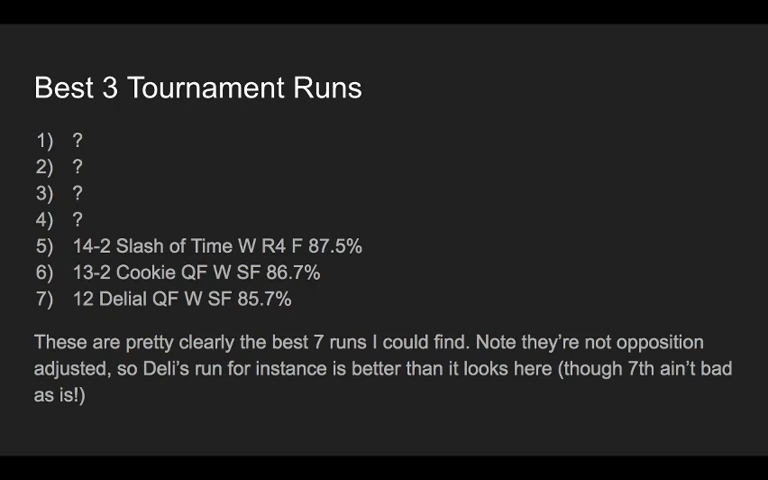 Best 3 Tournament Runs
1) ?
2) ?
3) ?
4) ?
5) 14-2 Slash of Time W R4 F 87.5%
6) 13-2 Cookie QF W SF 86.7%
7) 12 Delial QF W SF 85.7%
These are pretty clearly the best 7 runs I could find. Note they're not opposition
adjusted, so Deli's run for instance is better than it looks here (though 7th ain't bad
as is!)